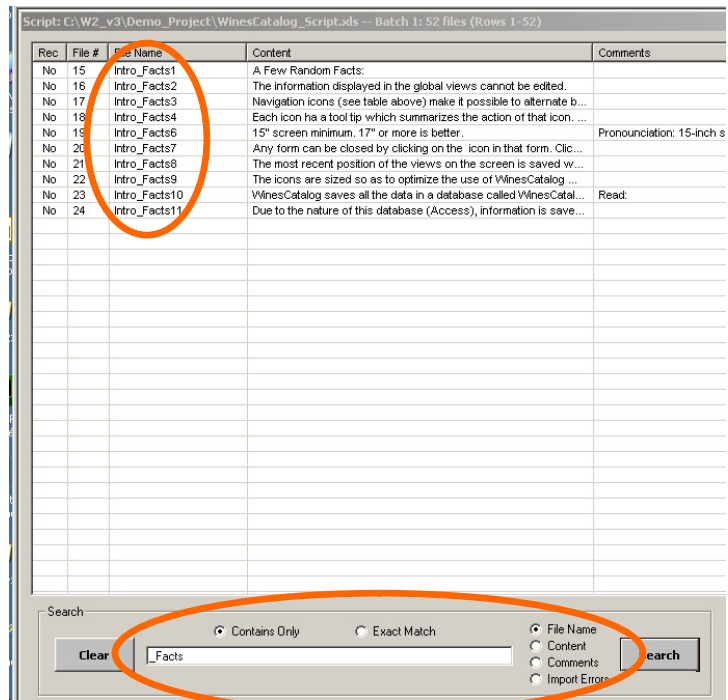 Script: C:\W2_v3\Demo_Project\WinesCatalog_Script.xls -- Batch 1: 52 files (Rows 1-52)
Rec File # File Name Content Comments
No 15 Intro_Facts1 A Few Random Facts:
No 16 Intro_Facts2 The information displayed in the global views cannot be edited.
No 17 Intro_Facts3 Navigation icons (see table above) make it possible to alternate b...
No 18 Intro_Facts4 Each icon ha a tool tip which summarizes the action of that icon. ...
No 19 Intro_Facts6 15" screen minimum. 17" or more is better. Pronounciation: 15-inch s
No 20 Intro_Facts7 Any form can be closed by clicking on the  icon in that form. Clic...
No 21 Intro_Facts8 The most recent position of the views on the screen is saved w...
No 22 Intro_Facts9 The icons are sized so as to optimize the use of WinesCatalog ...
No 23 Intro_Facts10 WinesCatalog saves all the data in a database called WinesCatal... Read:
No 24 Intro_Facts11 Due to the nature of this database (Access), information is save...
Search
Contains Only Exact Match File Name
Content
Clear _Facts Search
Comments
Import Errors